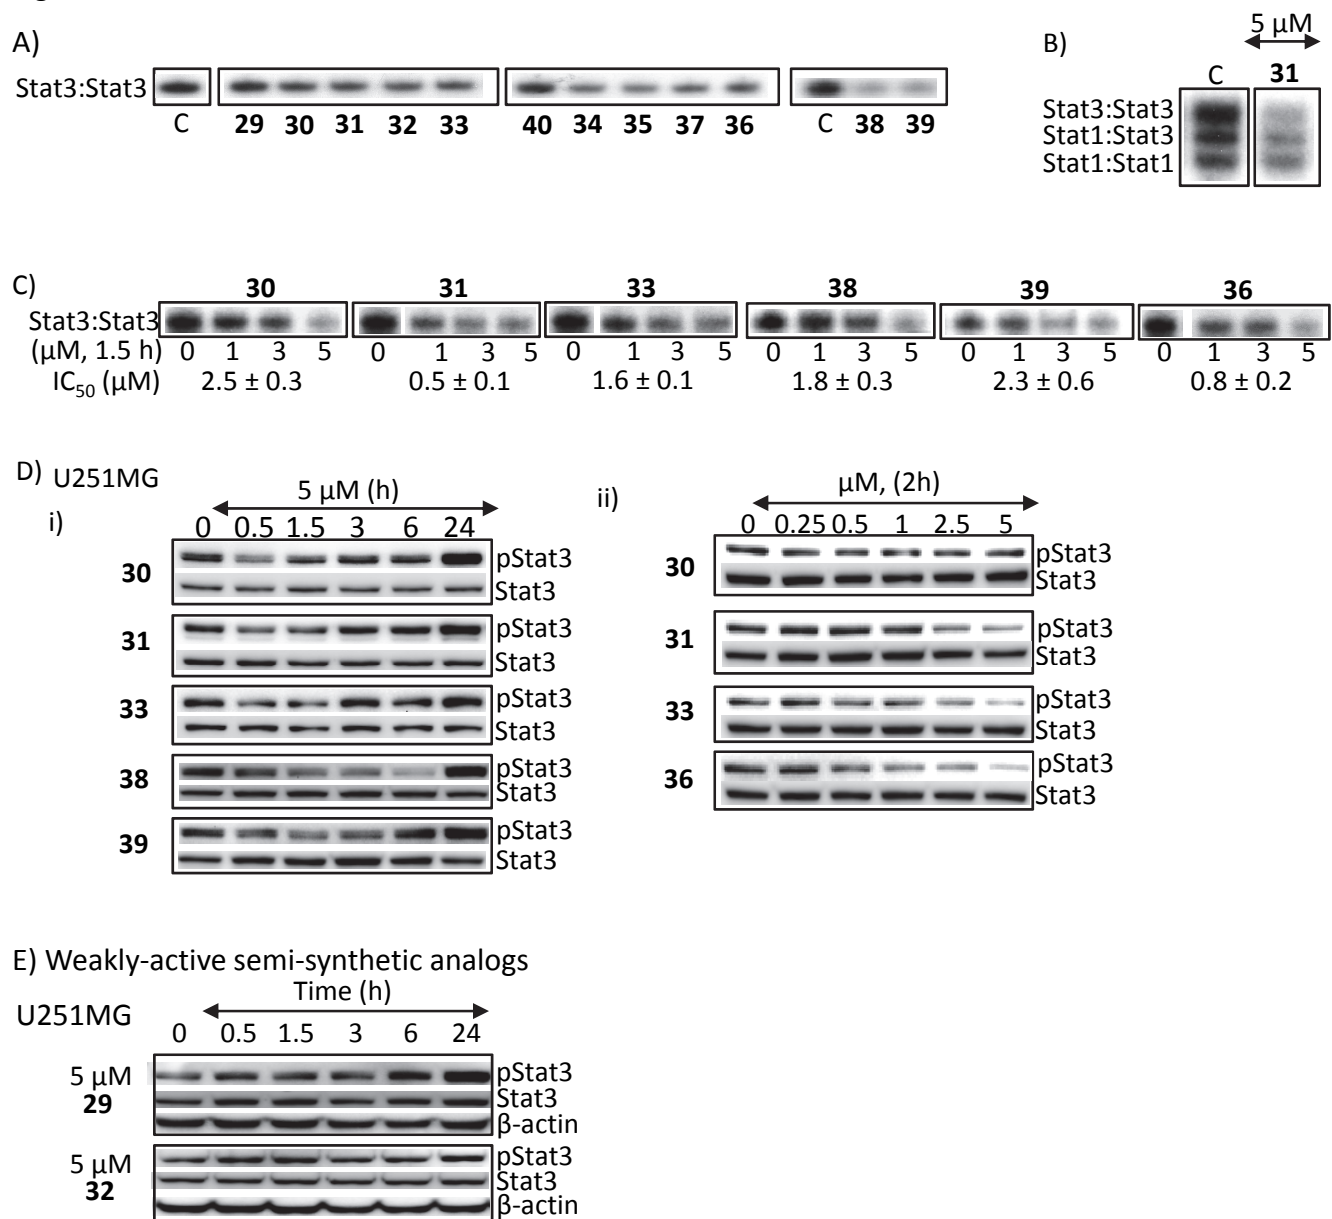 A)
Stat3:Stat3
C 29 30 31 32 33 40 34 35 37 36 C 38 39
B)
5 μM
C 31
Stat3:Stat3
Stat1:Stat3
Stat1:Stat1
C)
30 31 33 38 39 36
Stat3:Stat3
(μM, 1.5 h) 0 1 3 5 0 1 3 5 0 1 3 5 0 1 3 5 0 1 3 5 0 1 3 5
IC50 (μM) 2.5 ± 0.3 0.5 ± 0.1 1.6 ± 0.1 1.8 ± 0.3 2.3 ± 0.6 0.8 ± 0.2
D) U251MG
i)
5 μM (h)
0 0.5 1.5 3 6 24
30 pStat3
Stat3
31 pStat3
Stat3
33 pStat3
Stat3
38 pStat3
Stat3
39 pStat3
Stat3
ii)
μM, (2h)
0 0.25 0.5 1 2.5 5
30 pStat3
Stat3
31 pStat3
Stat3
33 pStat3
Stat3
36 pStat3
Stat3
E) Weakly-active semi-synthetic analogs
Time (h)
U251MG
0 0.5 1.5 3 6 24
5 μM
29
pStat3
Stat3
β-actin
5 μM
32
pStat3
Stat3
β-actin